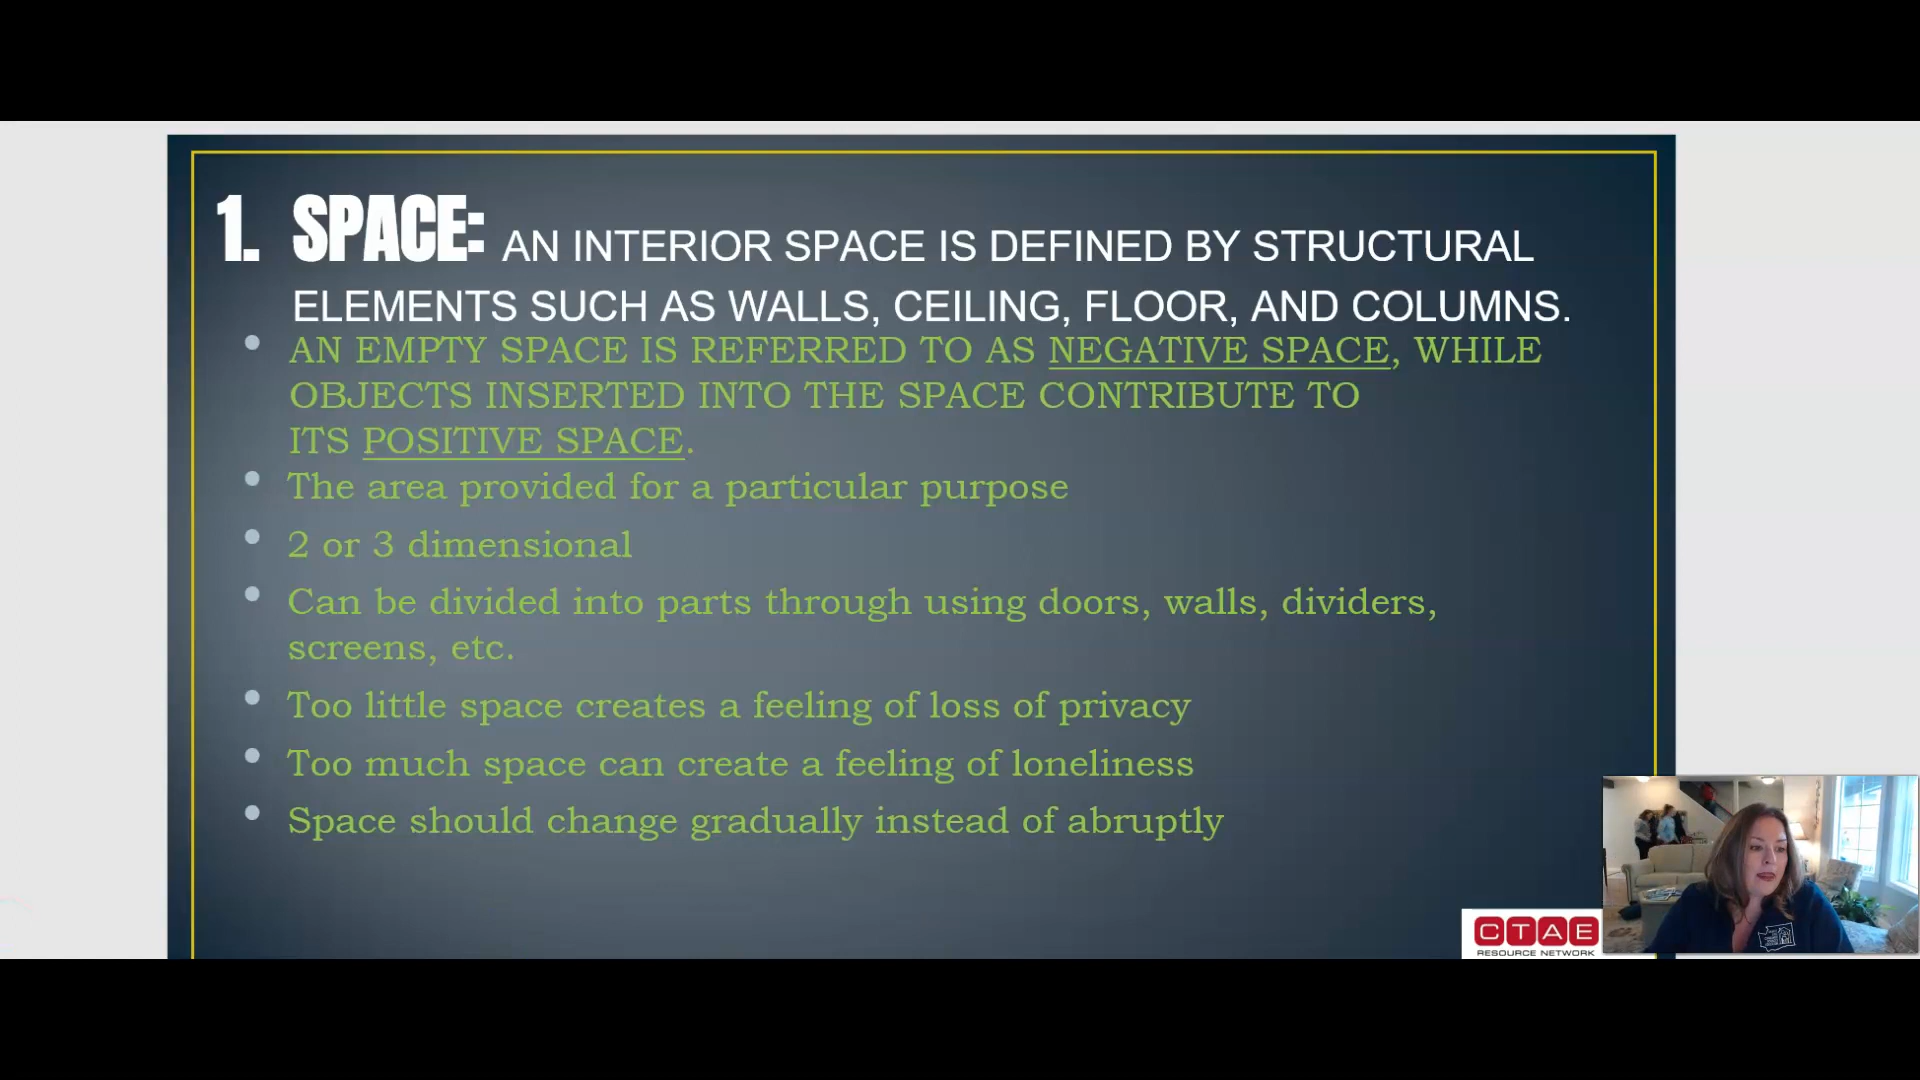 1. SPACE: AN INTERIOR SPACE IS DEFINED BY STRUCTURAL
ELEMENTS SUCH AS WALLS, CEILING, FLOOR, AND COLUMNS.
• AN EMPTY SPACE IS REFERRED TO AS NEGATIVE SPACE, WHILE
OBJECTS INSERTED INTO THE SPACE CONTRIBUTE TO
ITS POSITIVE SPACE.
• The area provided for a particular purpose
• 2 or 3 dimensional
• Can be divided into parts through using doors, walls, dividers,
screens, etc.
• Too little space creates a feeling of loss of privacy
• Too much space can create a feeling of loneliness
• Space should change gradually instead of abruptly
CTAE
RESOURCE NETWORK